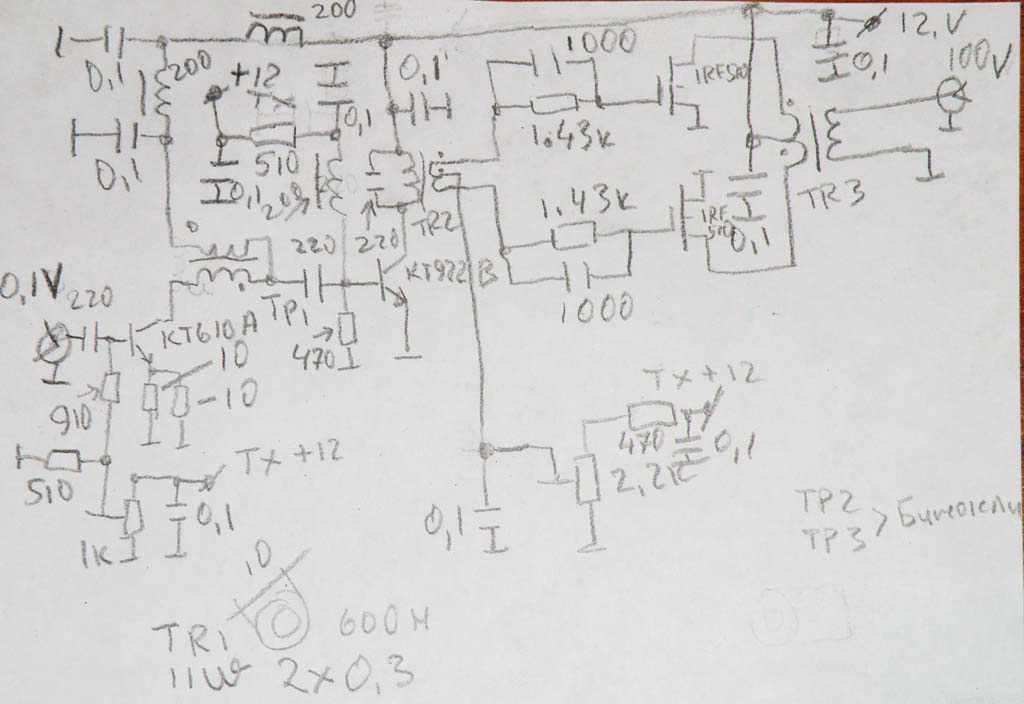 200
12,V
0,1
200
+12
Tx
0,1
0,1
1000
IRF510
0,1
100V
0,1
510
0,1
1.43K
1.43K
IRF
510
TR3
0,1
TR2
220
220
KT922B
0,1V
220
KT610A
TP1
470
1000
10
10
910
Tx +12
510
1K
0,1
Tx +12
470
0,1
2,2K
0,1
TP2
TP3 > Бинокли
10
TR1
600H
11W 2x0,3